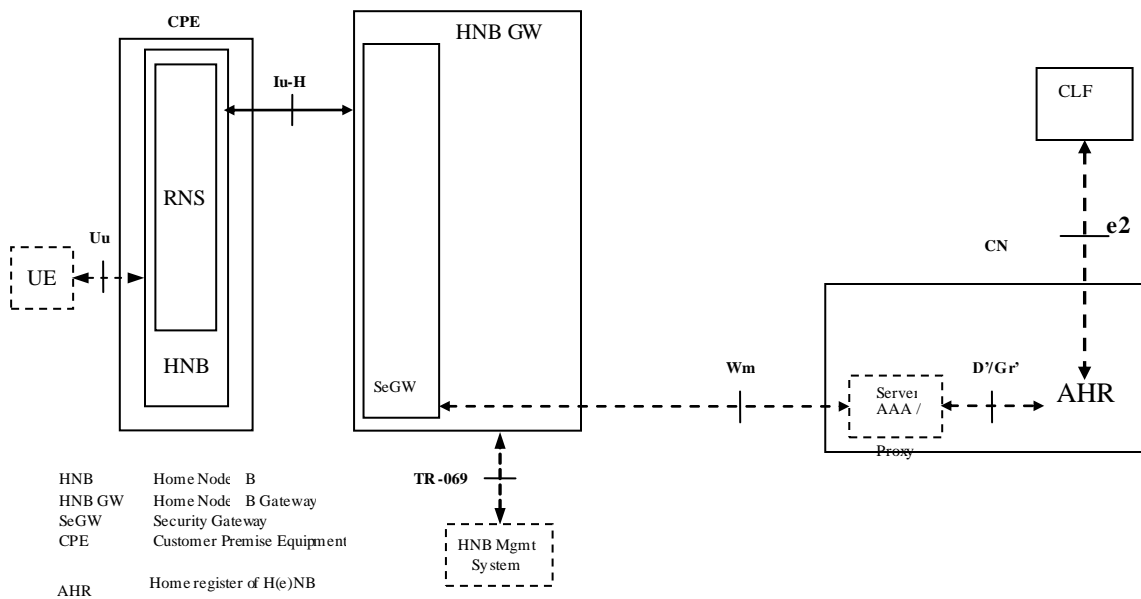 CPE
HNB GW
Iu-H
CLF
RNS
Uu
e2
CN
UE
HNB
SeGW
Wm
D'/Gr'
Server
AAA /
Proxy
AHR
TR-069
HNB Mgmt
System
HNB Home Node B
HNB GW Home Node B Gateway
SeGW Security Gateway
CPE Customer Premise Equipment
AHR Home register of H(e)NB